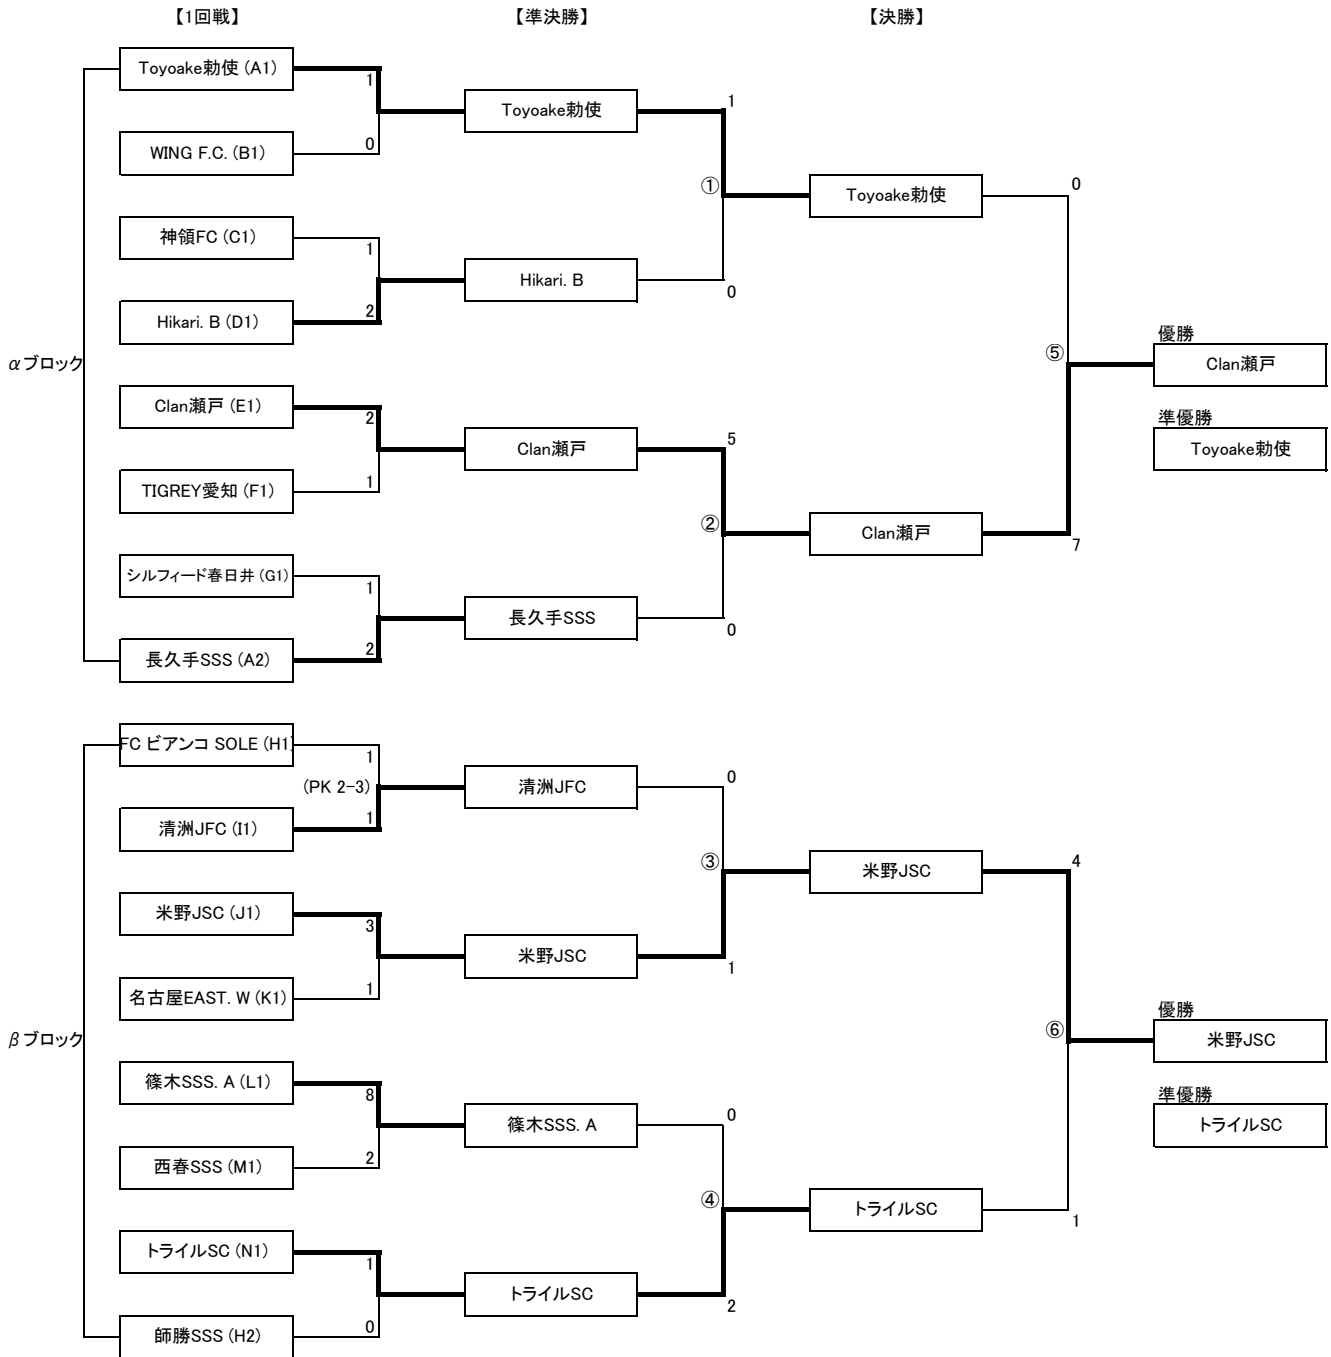 【1回戦】 【準決勝】 【決勝】
Toyoake勅使 (A1)
1
Toyoake勅使
1
WING F.C. (B1)
0
①
Toyoake勅使
0
神領FC (C1)
1
Hikari. B
0
Hikari. B (D1)
2
αブロック
⑤
優勝
Clan瀬戸
準優勝
Toyoake勅使
Clan瀬戸 (E1)
2
Clan瀬戸
5
TIGREY愛知 (F1)
1
②
Clan瀬戸
7
シルフィード春日井 (G1)
1
長久手SSS
0
長久手SSS (A2)
2
FC ビアンコ SOLE (H1)
1
(PK 2-3)
清洲JFC
0
清洲JFC (I1)
1
③
米野JSC
4
米野JSC (J1)
3
米野JSC
1
名古屋EAST. W (K1)
1
βブロック
⑥
優勝
米野JSC
準優勝
トライルSC
篠木SSS. A (L1)
8
篠木SSS. A
0
西春SSS (M1)
2
④
トライルSC
1
トライルSC (N1)
1
トライルSC
2
師勝SSS (H2)
0